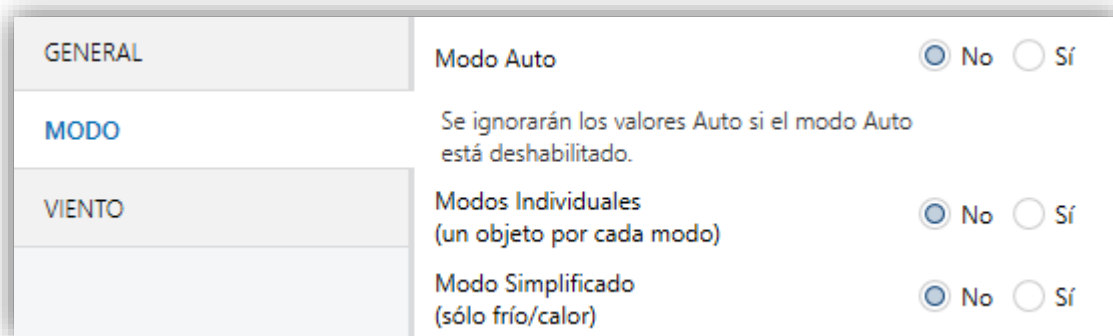 GENERAL
MODO
VIENTO
Modo Auto
No Sí
Se ignorarán los valores Auto si el modo Auto
está deshabilitado.
Modos Individuales
(un objeto por cada modo)
No Sí
Modo Simplificado
(sólo frío/calor)
No Sí